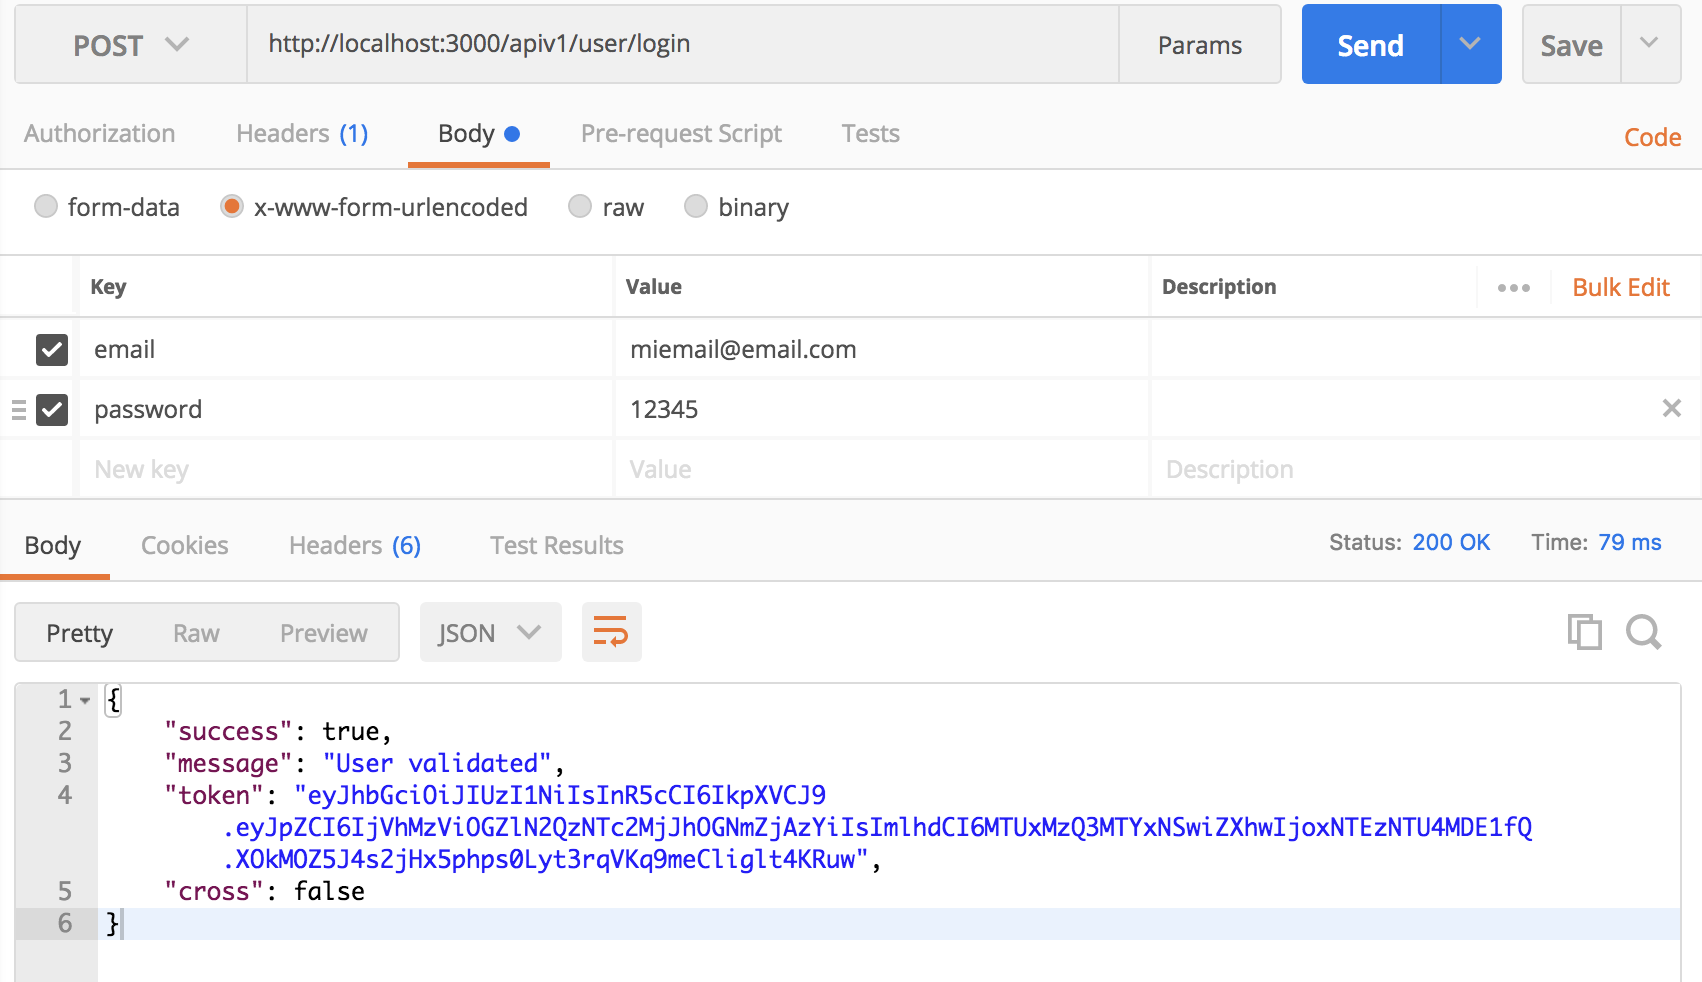 POST http://localhost:3000/apiv1/user/login Params Send Save
Authorization Headers (1) Body Pre-request Script Tests Code
form-data x-www-form-urlencoded raw binary
Key Value Description ••• Bulk Edit
email miemail@email.com
password 12345
New key Value Description
Body Cookies Headers (6) Test Results Status: 200 OK Time: 79 ms
Pretty Raw Preview JSON
1 {
2 "success": true,
3 "message": "User validated",
4 "token": "eyJhbGciOiJIUzI1NiIsInR5cCI6IkpXVCJ9
.eyJpZCI6IjVhMzViOGZlN2QzNTc2MjJhOGNmZjAzYiIsImlhdCI6MTUxMzQ3MTYxNSwiZXhwIjoxNTEzNTU4MDE1fQ
.XOkMOZ5J4s2jHx5phps0Lyt3rqVKq9meCliglt4KRuw",
5 "cross": false
6 }